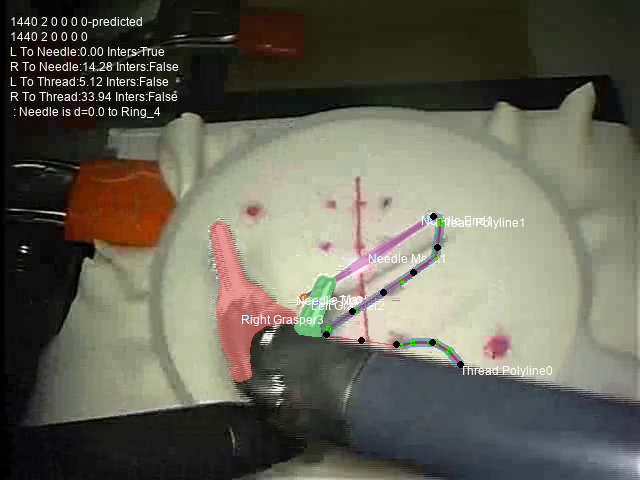 1440 2 0 0 0 0-predicted
1440 2 0 0 0 0
L To Needle:0.00 Inters:True
R To Needle:14.28 Inters:False
L To Thread:5.12 Inters:False
R To Thread:33.94 Inters:False
: Needle is d=0.0 to Ring_4
Thread Polyline1
Right Grasper3
Thread Polyline0